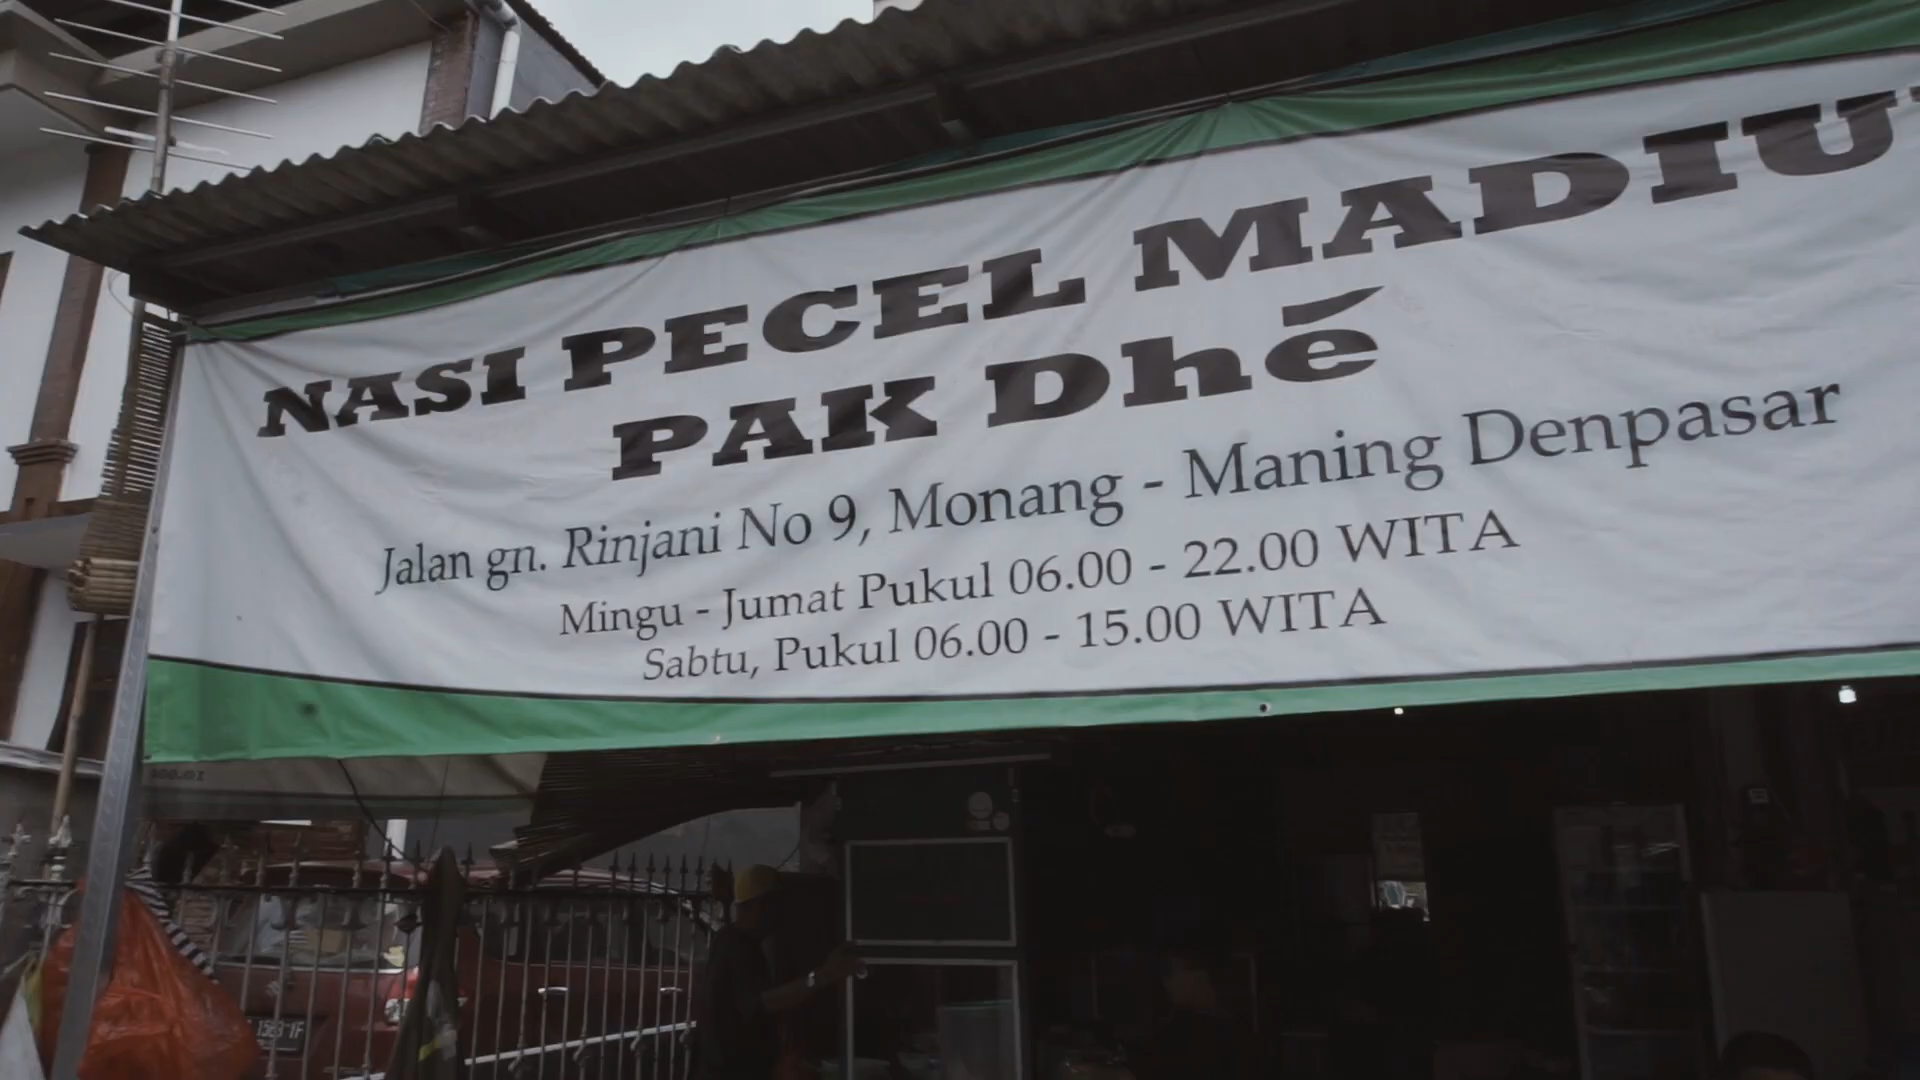 NASI PECEL MADIU
PAK Dhé
Jalan gn. Rinjani No 9, Monang - Maning Denpasar
Mingu - Jumat Pukul 06.00 - 22.00 WITA
Sabtu, Pukul 06.00 - 15.00 WITA